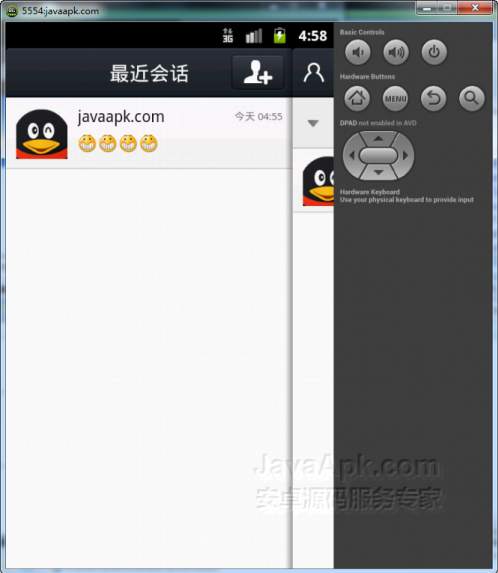 5554:javaapk.com
3G
4:58
最近会话
javaapk.com
今天 04:55
Basic Controls
Hardware Buttons
MENU
DPAD not enabled in AVD
Hardware Keyboard
Use your physical keyboard to provide input
JavaApk.com
安卓源码服务专家